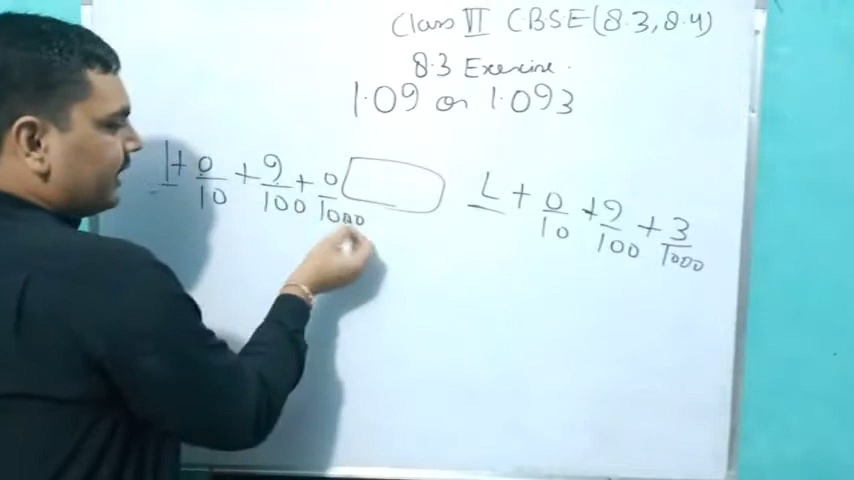 Class VI CBSE (8.3, 8.4)
8.3 Exercise.
1.09 or 1.093
1 + 0/10 + 9/100 + 0/1000
1 + 0/10 + 9/100 + 3/1000